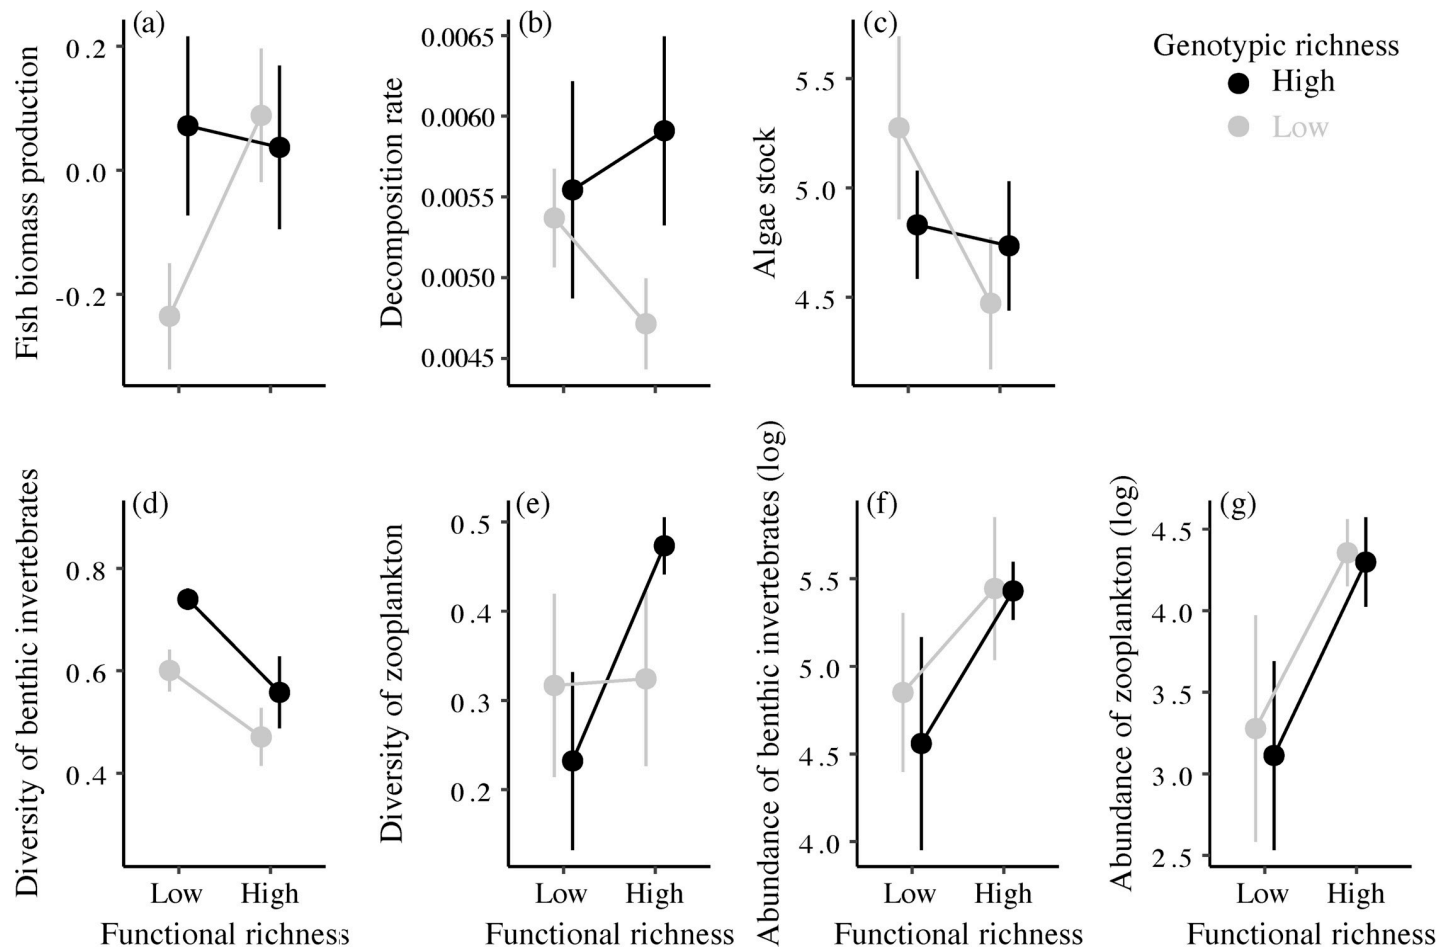 (a)
Fish biomass production
0.2
0.0
-0.2
(b)
Decomposition rate
0.0065
0.0060
0.0055
0.0050
0.0045
(c)
Algae stock
5.5
5.0
4.5
Genotypic richness
High
Low
(d)
Diversity of benthic invertebrates
0.8
0.6
0.4
Low High
Functional richness
(e)
Diversity of zooplankton
0.5
0.4
0.3
0.2
Low High
Functional richness
(f)
Abundance of benthic invertebrates (log)
5.5
5.0
4.5
4.0
Low High
Functional richness
(g)
Abundance of zooplankton (log)
4.5
4.0
3.5
3.0
2.5
Low High
Functional richness